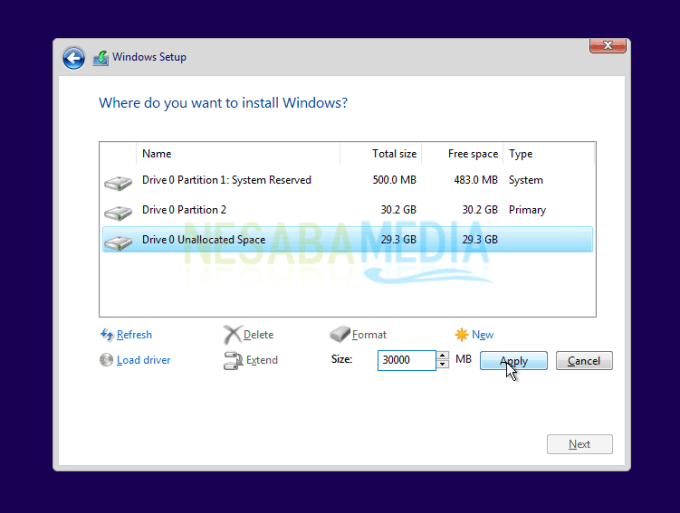 Windows Setup
Where do you want to install Windows?
Name Total size Free space Type
Drive 0 Partition 1: System Reserved 500.0 MB 483.0 MB System
Drive 0 Partition 2 30.2 GB 30.2 GB Primary
Drive 0 Unallocated Space 29.3 GB 29.3 GB
NESABAMEDIA
Refresh Delete Format New
Load driver Extend Size: 30000 MB Apply Cancel
Next